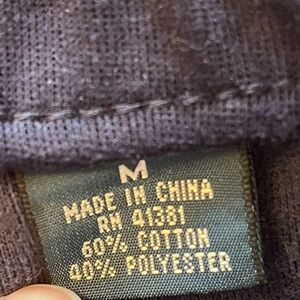 M
MADE IN CHINA
RN 41381
60% COTTON
40% POLYESTER